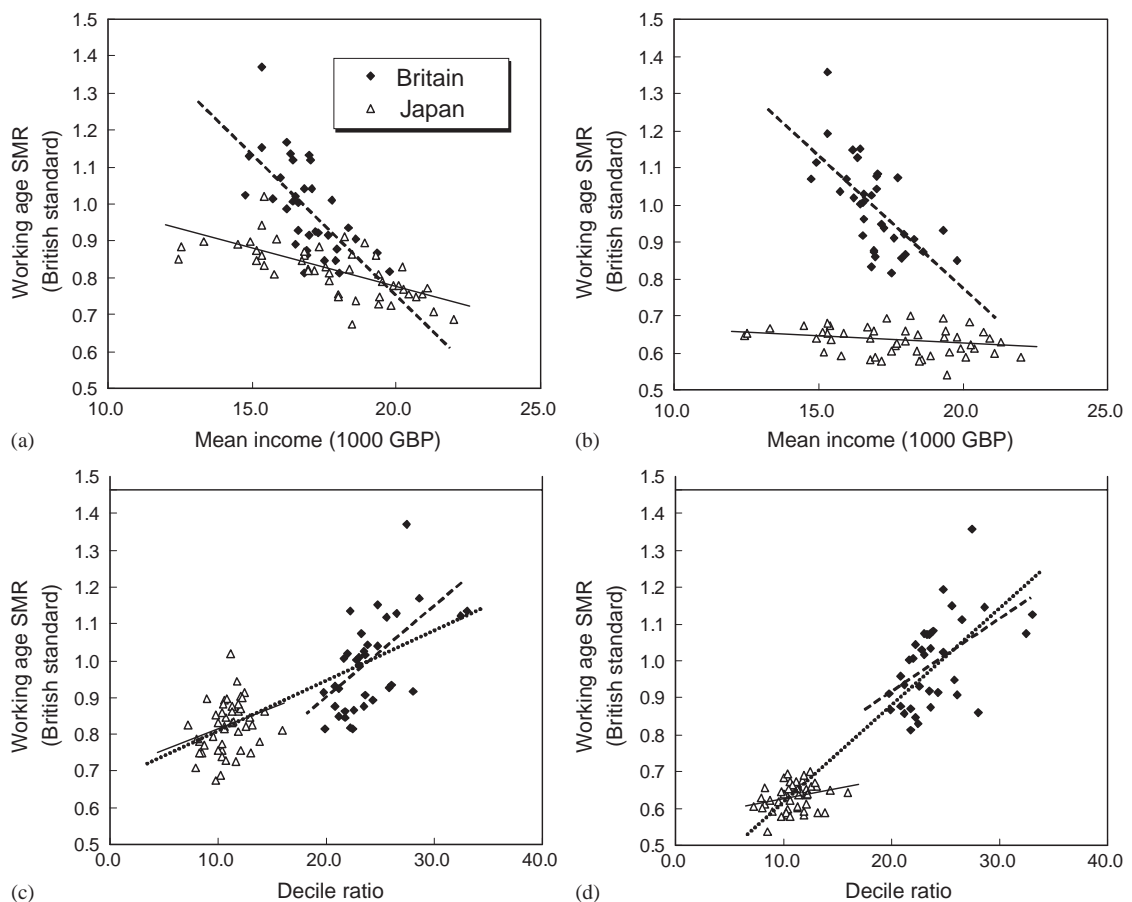 1.5
1.4
1.3
1.2
1.1
1.0
0.9
0.8
0.7
0.6
0.5
Working age SMR
(British standard)
Britain
Japan
10.0 15.0 20.0 25.0
(a) Mean income (1000 GBP)
1.5
1.4
1.3
1.2
1.1
1.0
0.9
0.8
0.7
0.6
0.5
Working age SMR
(British standard)
10.0 15.0 20.0 25.0
(b) Mean income (1000 GBP)
1.5
1.4
1.3
1.2
1.1
1.0
0.9
0.8
0.7
0.6
0.5
Working age SMR
(British standard)
0.0 10.0 20.0 30.0 40.0
(c) Decile ratio
1.5
1.4
1.3
1.2
1.1
1.0
0.9
0.8
0.7
0.6
0.5
Working age SMR
(British standard)
0.0 10.0 20.0 30.0 40.0
(d) Decile ratio